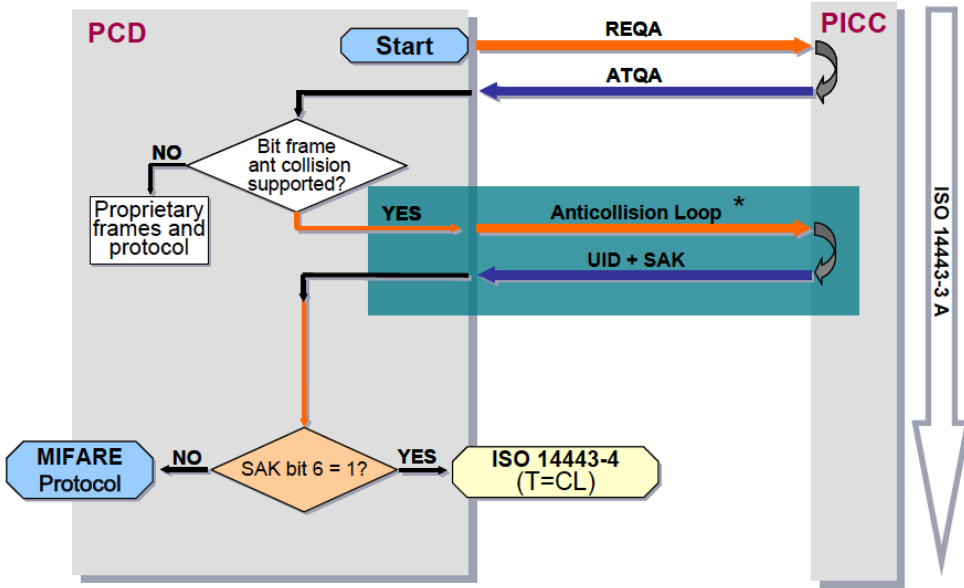 PCD
Start
REQA
PICC
ATQA
Bit frame
ant collision
supported?
NO
Proprietary
frames and
protocol
YES
Anticollision Loop *
UID + SAK
ISO 14443-3 A
MIFARE
Protocol
NO
SAK bit 6 = 1?
YES
ISO 14443-4
(T=CL)